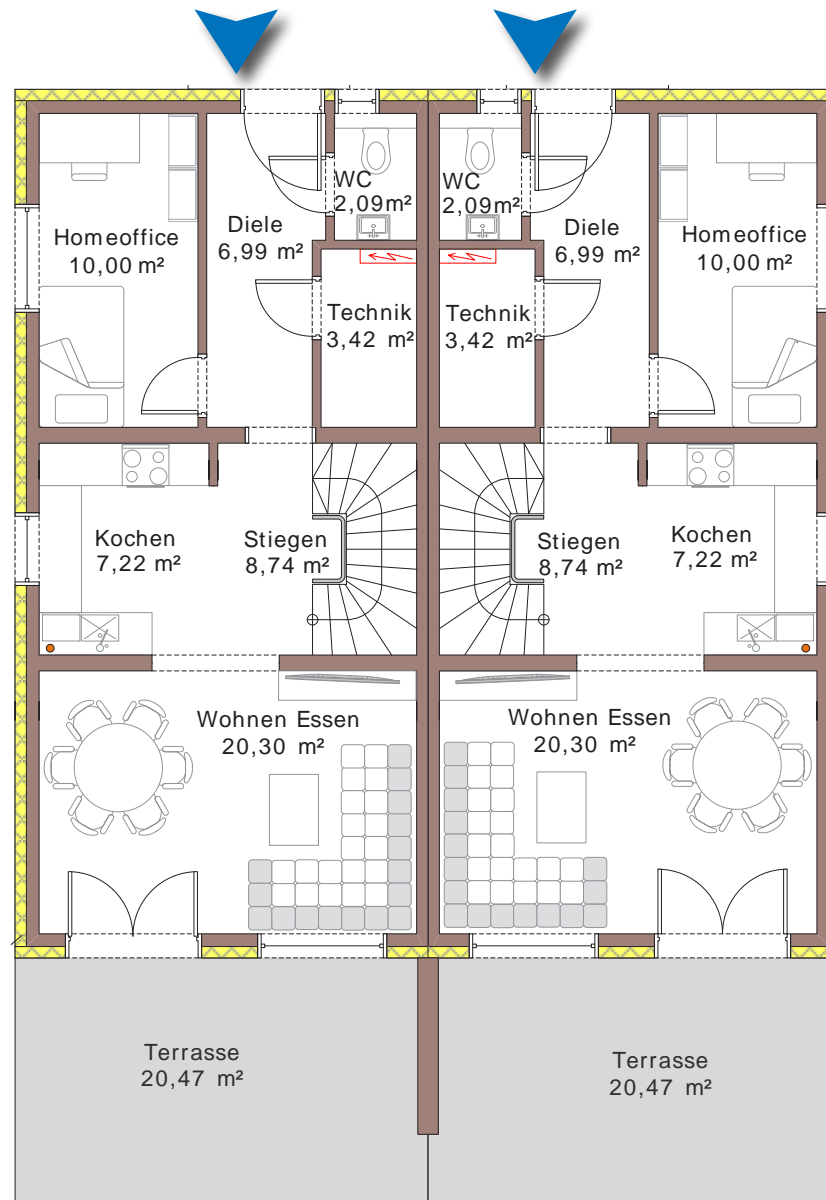 WC
2,09m²
WC
2,09m²
Diele
6,99 m²
Diele
6,99 m²
Homeoffice
10,00 m²
Homeoffice
10,00 m²
Technik
3,42 m²
Technik
3,42 m²
Kochen
7,22 m²
Stiegen
8,74 m²
Stiegen
8,74 m²
Kochen
7,22 m²
Wohnen Essen
20,30 m²
Wohnen Essen
20,30 m²
Terrasse
20,47 m²
Terrasse
20,47 m²